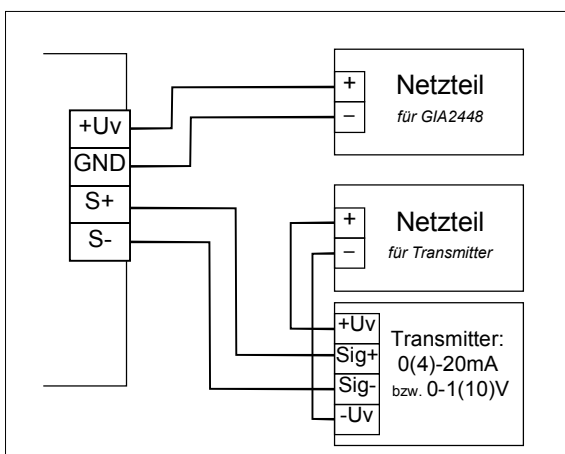 +Uv
GND
S+
S-
+
–
Netzteil
für GIA2448
+
–
Netzteil
für Transmitter
+Uv
Sig+
Sig-
-Uv
Transmitter:
0(4)-20mA
bzw. 0-1(10)V